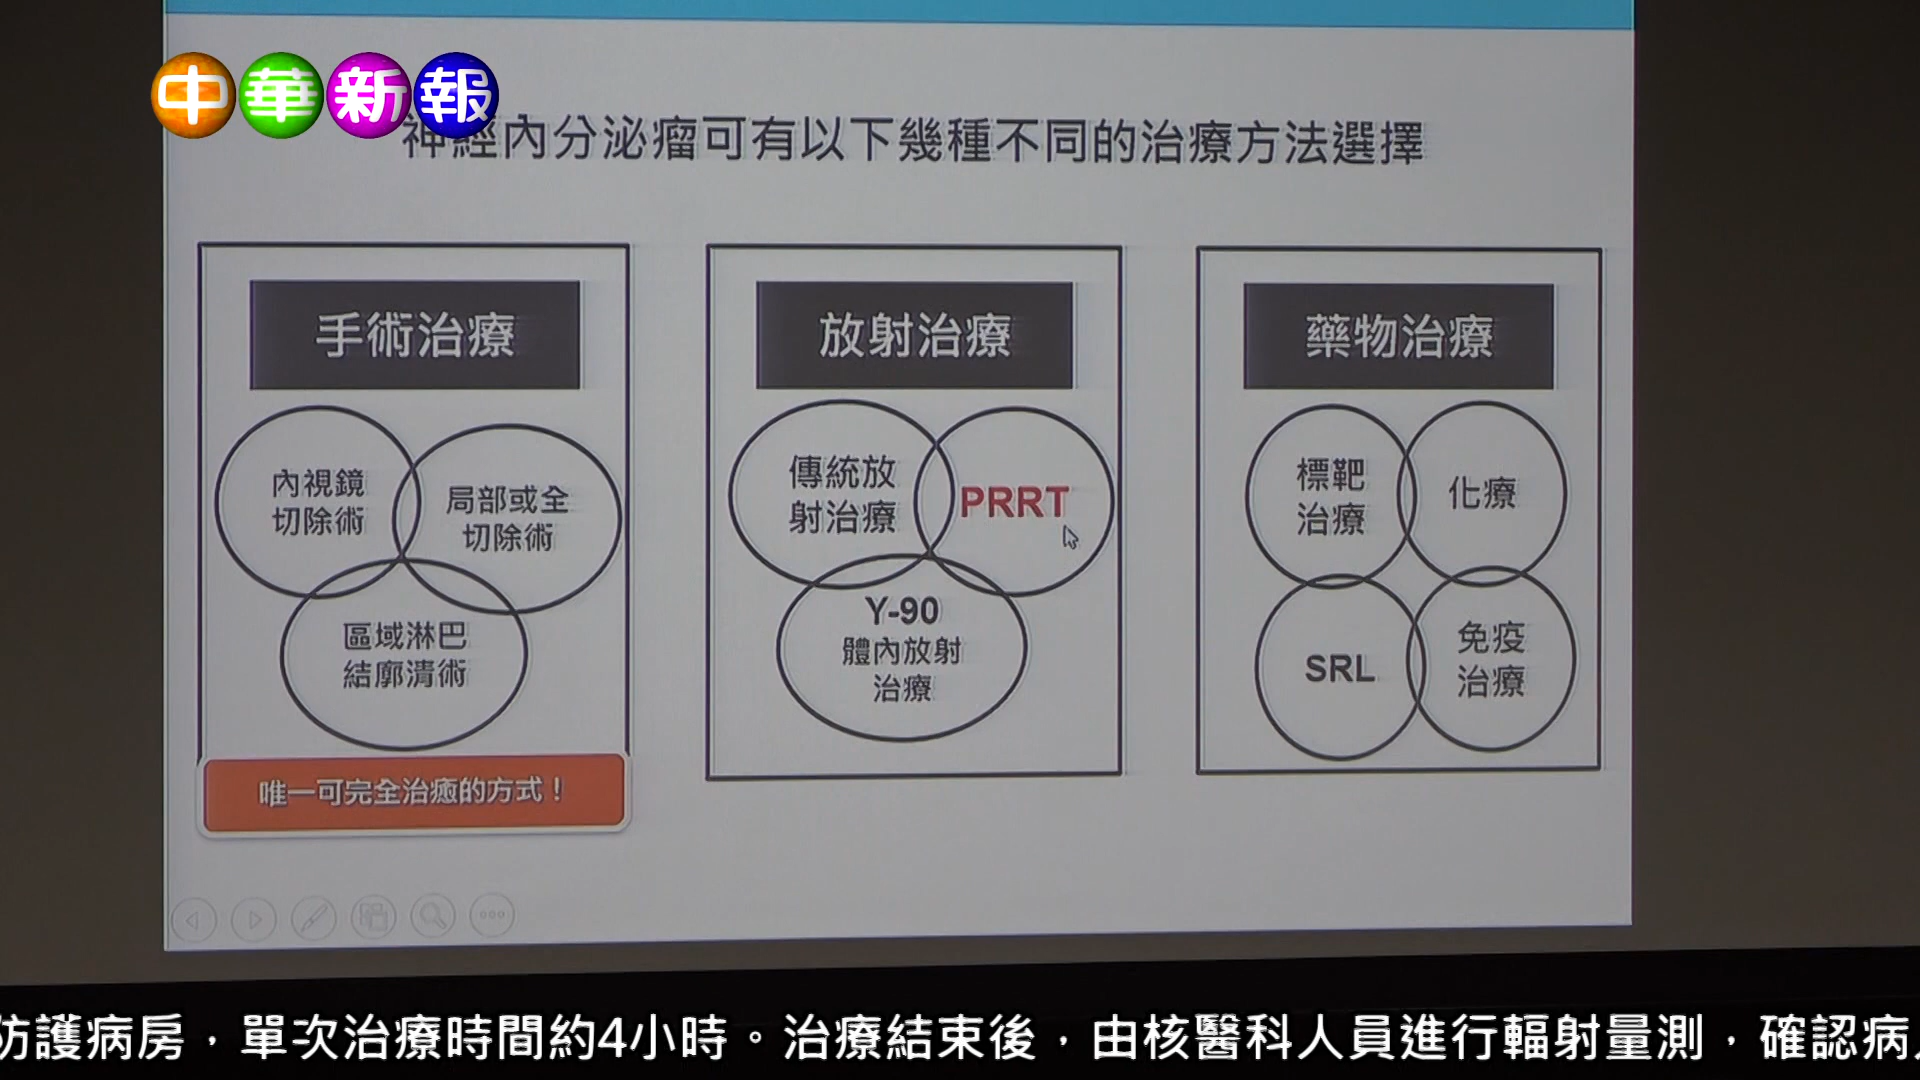 中華新報
神經內分泌瘤可有以下幾種不同的治療方法選擇
手術治療
內視鏡
切除術
局部或全
切除術
區域淋巴
結廓清術
唯一可完全治癒的方式！
放射治療
傳統放
射治療
PRRT
Y-90
體內放射
治療
藥物治療
標靶
治療
化療
SRL
免疫
治療
防護病房，單次治療時間約4小時。治療結束後，由核醫科人員進行輻射量測，確認病人